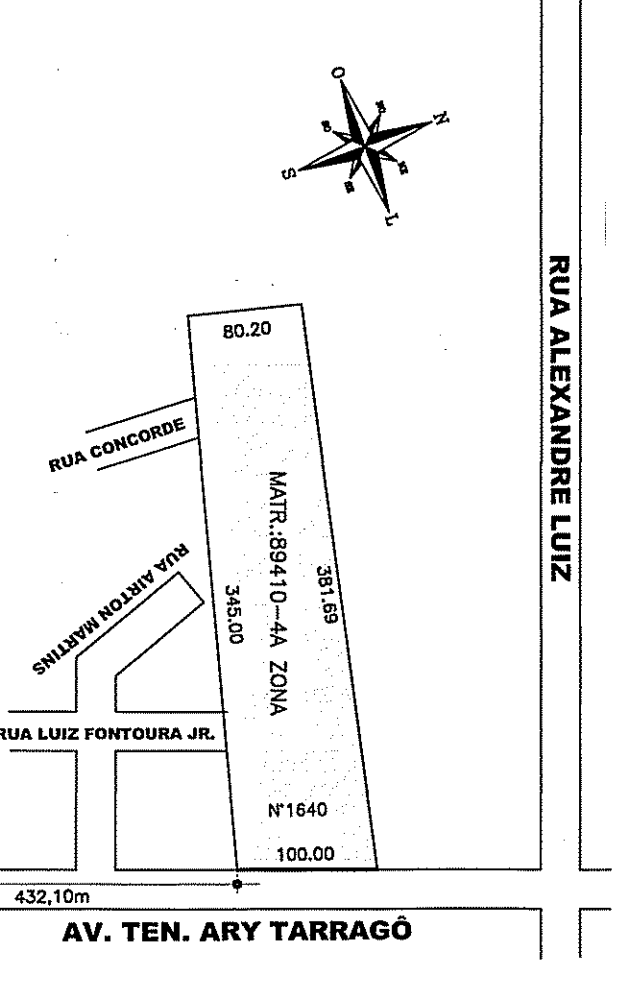 O
N
S
L
RUA ALEXANDRE LUIZ
80.20
RUA CONCORDE
MATR.:89410-4A ZONA
381.69
345.00
RUA AIRTON MARTINS
RUA LUIZ FONTOURA JR.
N°1640
100.00
432,10m
AV. TEN. ARY TARRAGÔ